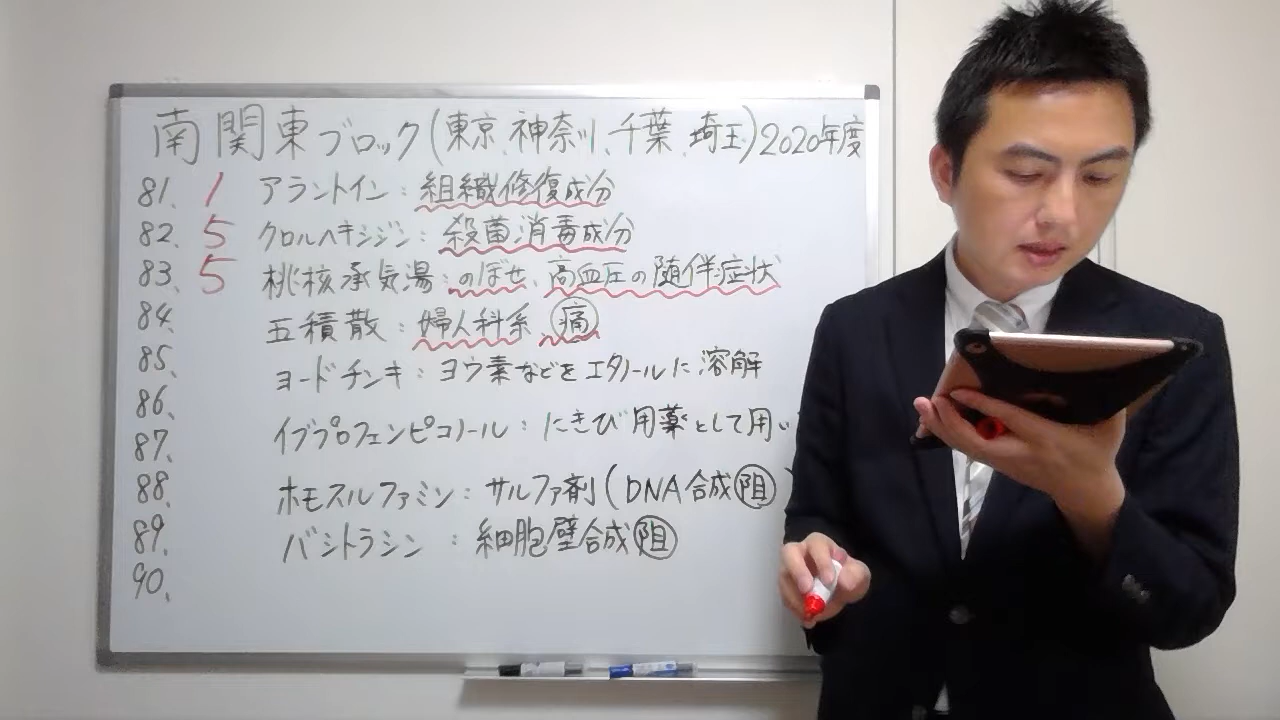 南関東ブロック(東京、神奈川、千葉、埼玉)2020年度
81、 1 アラントイン：組織修復成分
82、 5 クロルヘキシジン：殺菌消毒成分
83、 5 桃核承気湯：のぼせ、高血圧の随伴症状
84、 五積散：婦人科系、痛
85、 ヨードチンキ：ヨウ素などをエタノールに溶解
86、
87、 イブプロフェンピコノール：にきび用薬として用い
88、 ホモスルファミン：サルファ剤(DNA合成阻)
89、 バシトラシン：細胞壁合成阻
90、